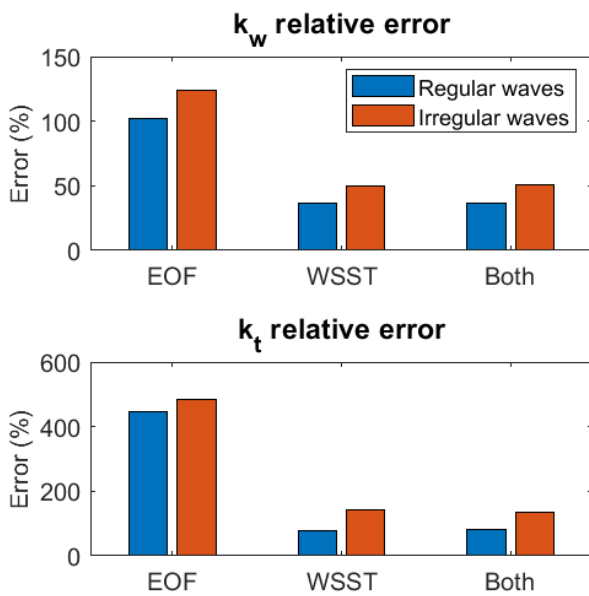 k_w relative error
150
100
50
0
Error (%)
Regular waves
Irregular waves
EOF WSST Both
k_t relative error
600
400
200
0
Error (%)
EOF WSST Both